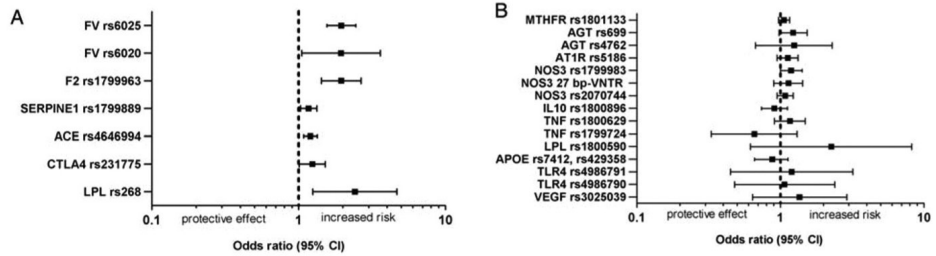 A
FV rs6025
FV rs6020
F2 rs1799963
SERPINE1 rs1799889
ACE rs4646994
CTLA4 rs231775
LPL rs268
0.1
protective effect
1
increased risk
10
Odds ratio (95% CI)
B
MTHFR rs1801133
AGT rs699
AGT rs4762
AT1R rs5186
NOS3 rs1799983
NOS3 27 bp-VNTR
NOS3 rs2070744
IL10 rs1800896
TNF rs1800629
TNF rs1799724
LPL rs1800590
APOE rs7412, rs429358
TLR4 rs4986791
TLR4 rs4986790
VEGF rs3025039
0.1
protective effect
1
increased risk
10
Odds ratio (95% CI)